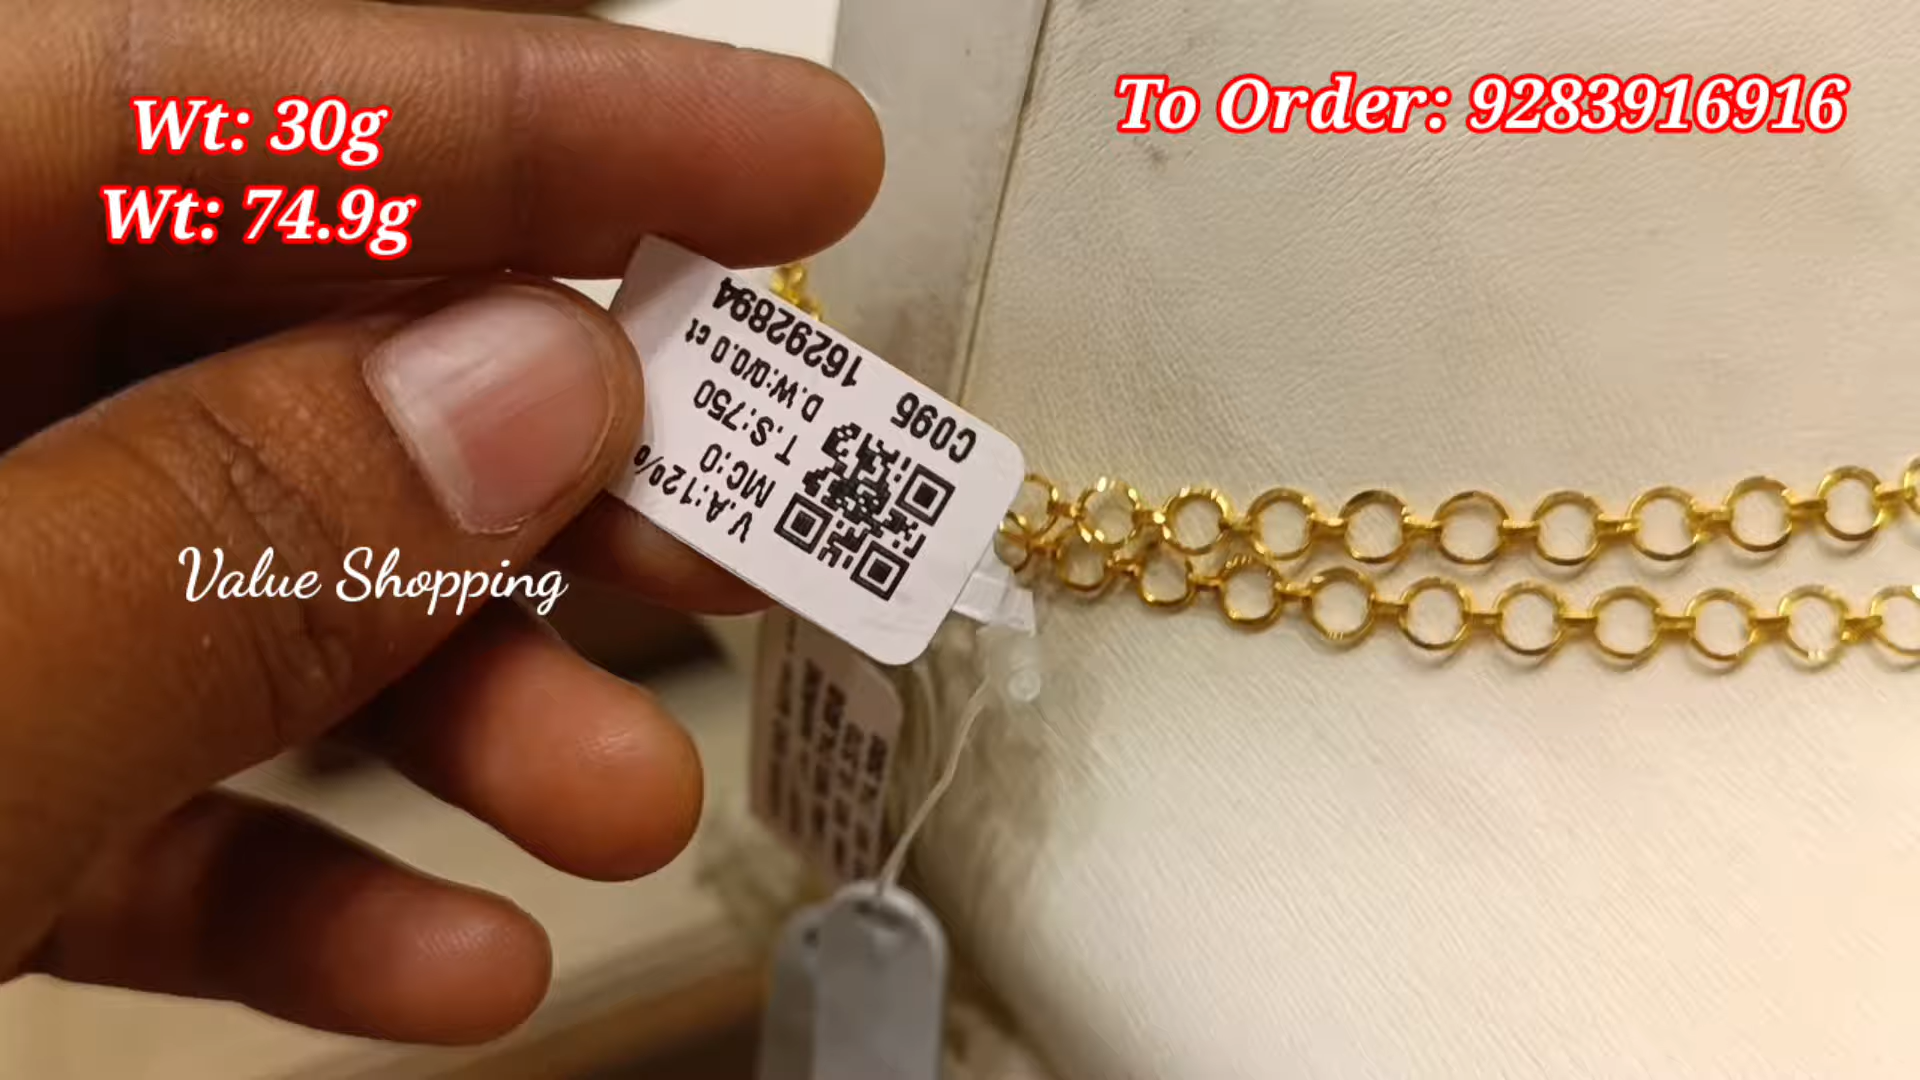 Wt: 30g
Wt: 74.9g
To Order: 9283916916
C096
16292894
D.W:0/0.0 ct
T.S:750
MC:0
V.A:12%
Value Shopping